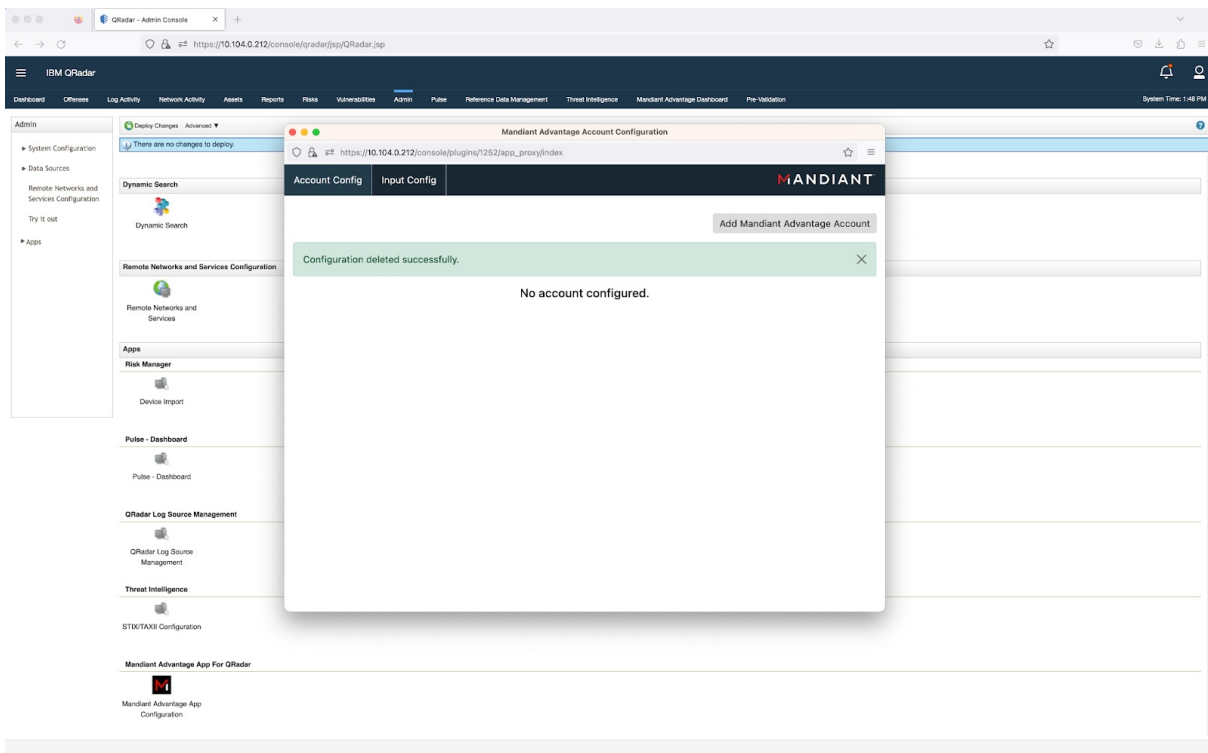 QRadar - Admin Console
https://10.104.0.212/console/qradar/jsp/QRadar.jsp
IBM QRadar
Dashboard Offenses Log Activity Network Activity Assets Reports Risks Vulnerabilities Admin Pulse Reference Data Management Threat Intelligence Mandiant Advantage Dashboard Pre-Validation System Time: 1:48 PM
Admin
System Configuration
Data Sources
Remote Networks and
Services Configuration
Try it out
Apps
Deploy Changes Advanced
There are no changes to deploy.
Dynamic Search
Dynamic Search
Remote Networks and Services Configuration
Remote Networks and
Services
Apps
Risk Manager
Device Import
Pulse - Dashboard
Pulse - Dashboard
QRadar Log Source Management
QRadar Log Source
Management
Threat Intelligence
STIX/TAXII Configuration
Mandiant Advantage App For QRadar
Mandiant Advantage App
Configuration
Mandiant Advantage Account Configuration
https://10.104.0.212/console/plugins/1252/app_proxy/index
Account Config Input Config MANDIANT
Add Mandiant Advantage Account
Configuration deleted successfully.
No account configured.